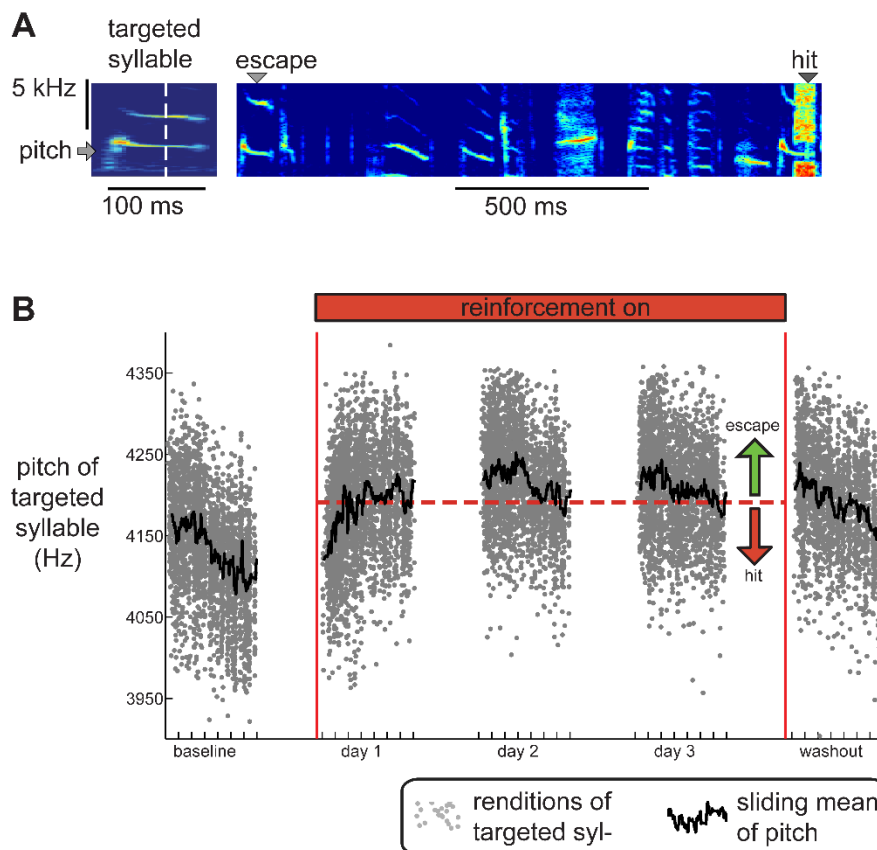 A
targeted
syllable
escape
hit
5 kHz
pitch
100 ms
500 ms
B
reinforcement on
4350
4250
4150
4050
3950
pitch of
targeted
syllable
(Hz)
escape
hit
baseline
day 1
day 2
day 3
washout
renditions of
targeted syl-
sliding mean
of pitch